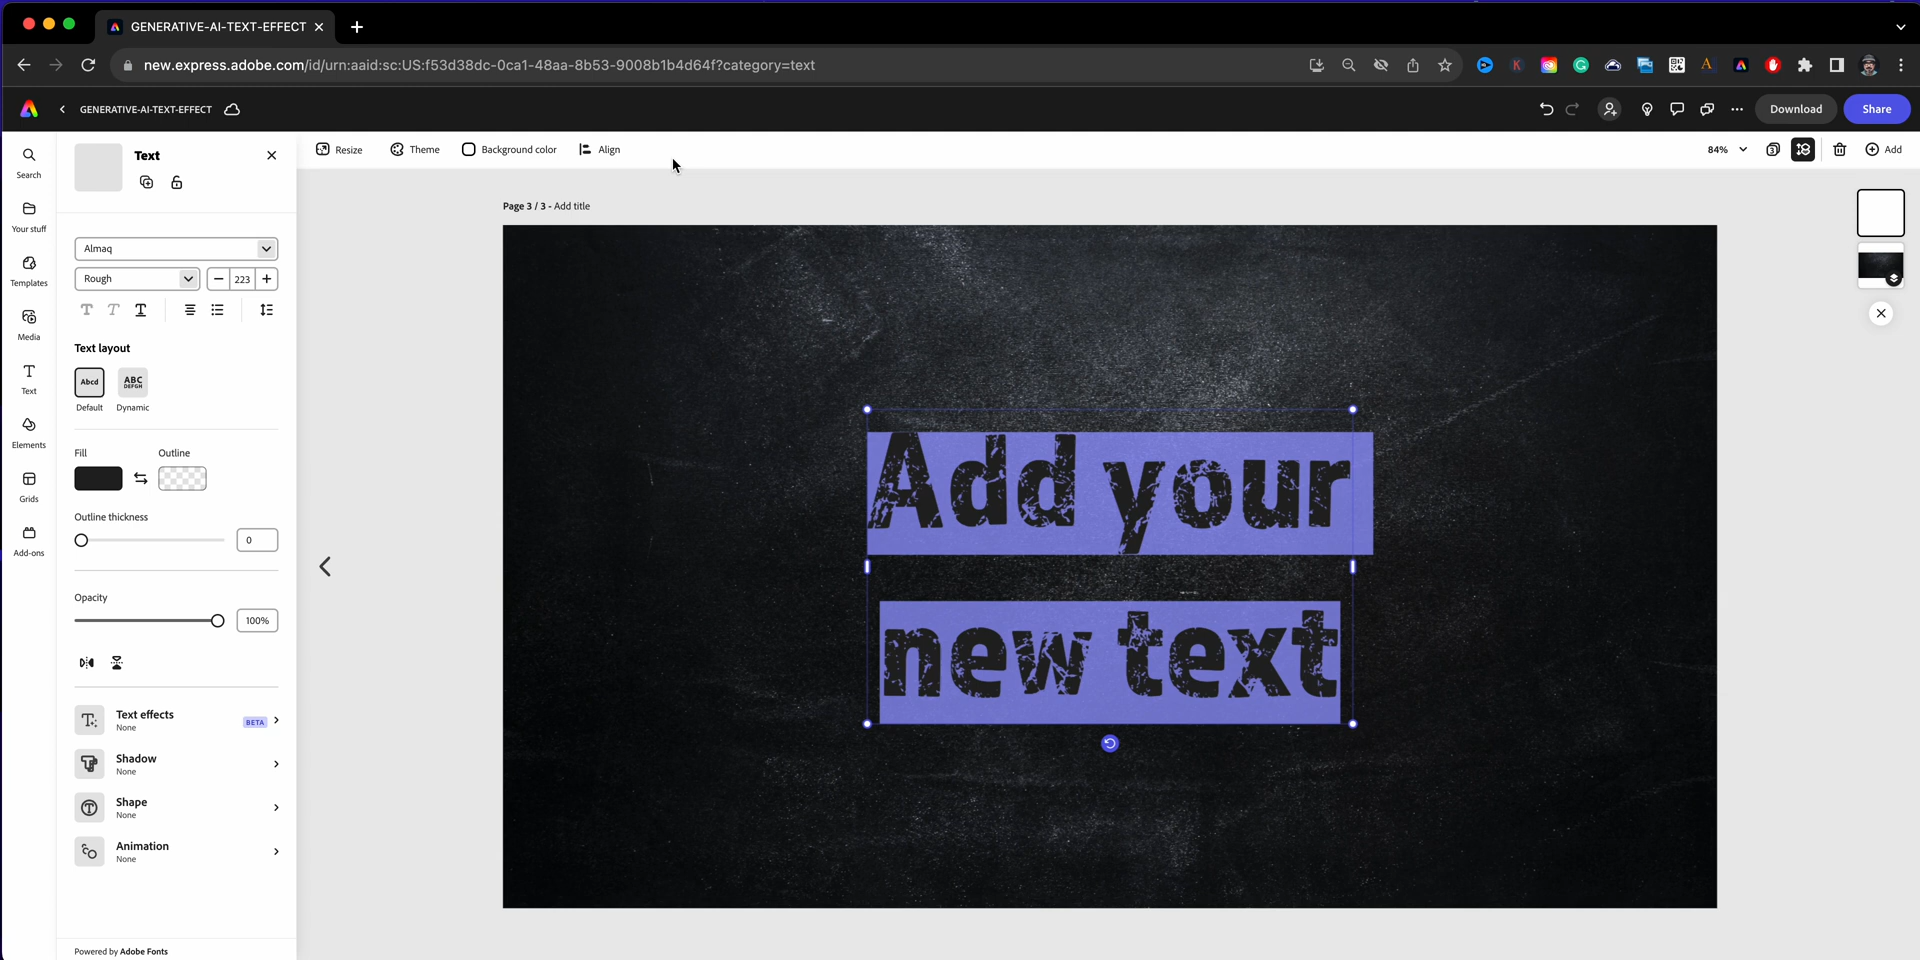 GENERATIVE-AI-TEXT-EFFECT
new.express.adobe.com/id/urn:aaid:sc:US:f53d38dc-0ca1-48aa-8b53-9008b1b4d64f?category=text
GENERATIVE-AI-TEXT-EFFECT
Download
Share
Search
Your stuff
Templates
Media
Text
Elements
Grids
Add-ons
Text
Almaq
Rough
223
Text layout
Abcd
ABC
DEFGH
Default
Dynamic
Fill
Outline
Outline thickness
0
Opacity
100%
Text effects
None
BETA
Shadow
None
Shape
None
Animation
None
Powered by Adobe Fonts
Resize
Theme
Background color
Align
84%
Add
Page 3 / 3 - Add title
Add your
new text